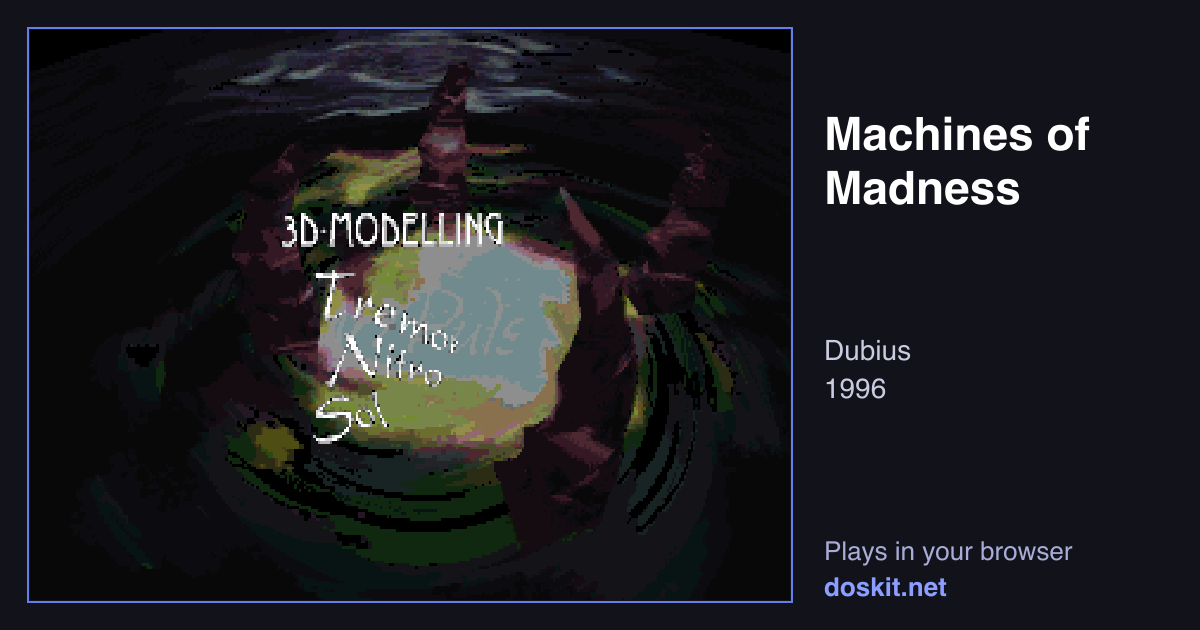 3D-MODELLING
Tremor
Nitro
Sol
Machines of
Madness
Dubius
1996
Plays in your browser
doskit.net